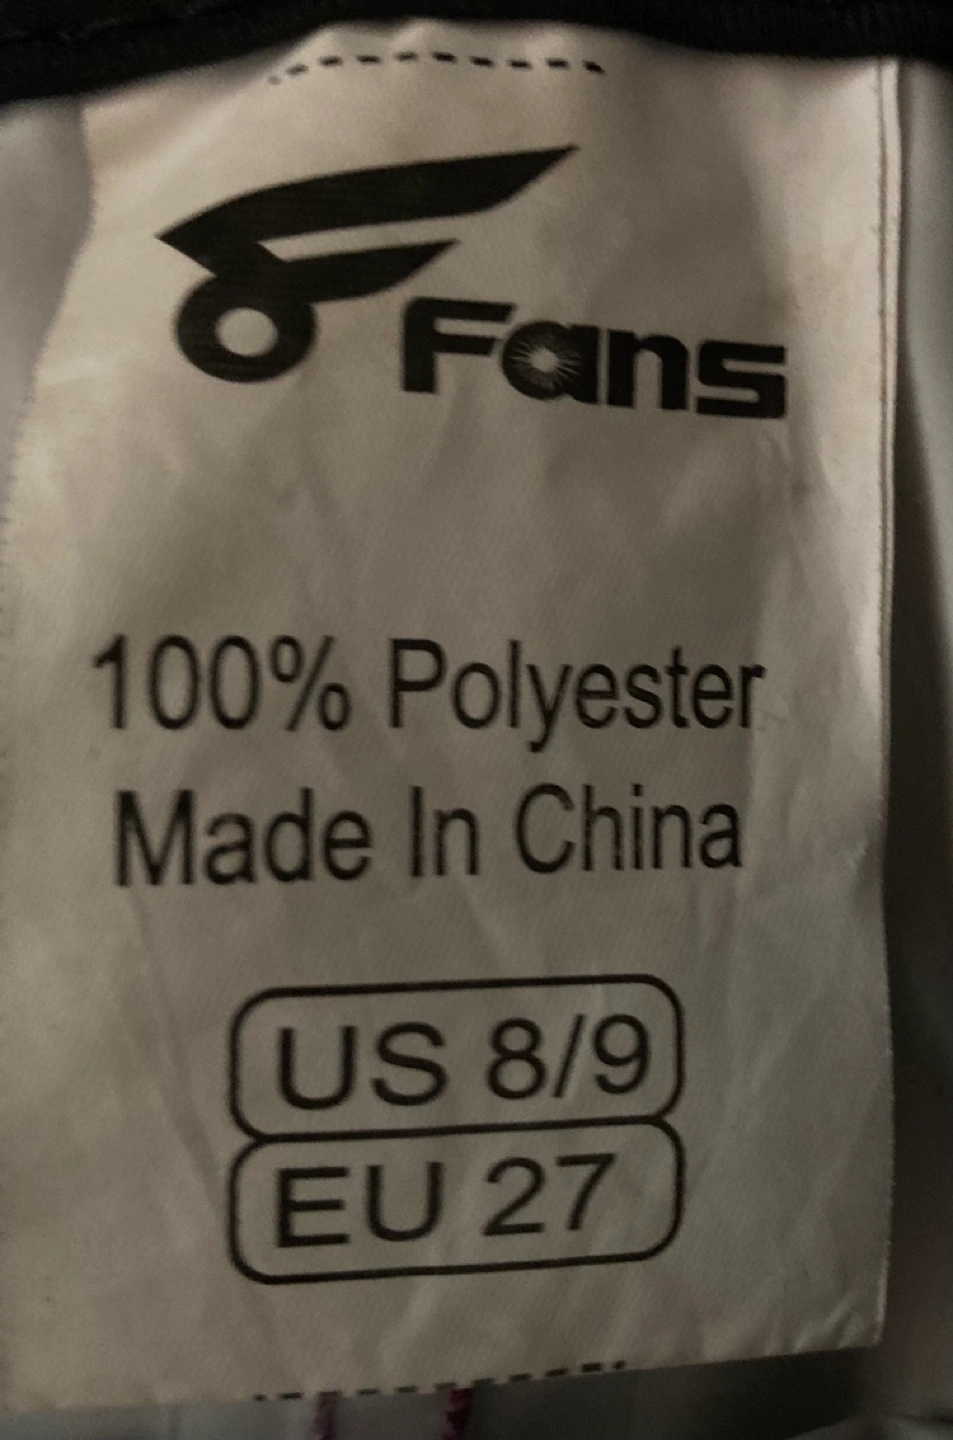 Fans
100% Polyester
Made In China
US 8/9
EU 27